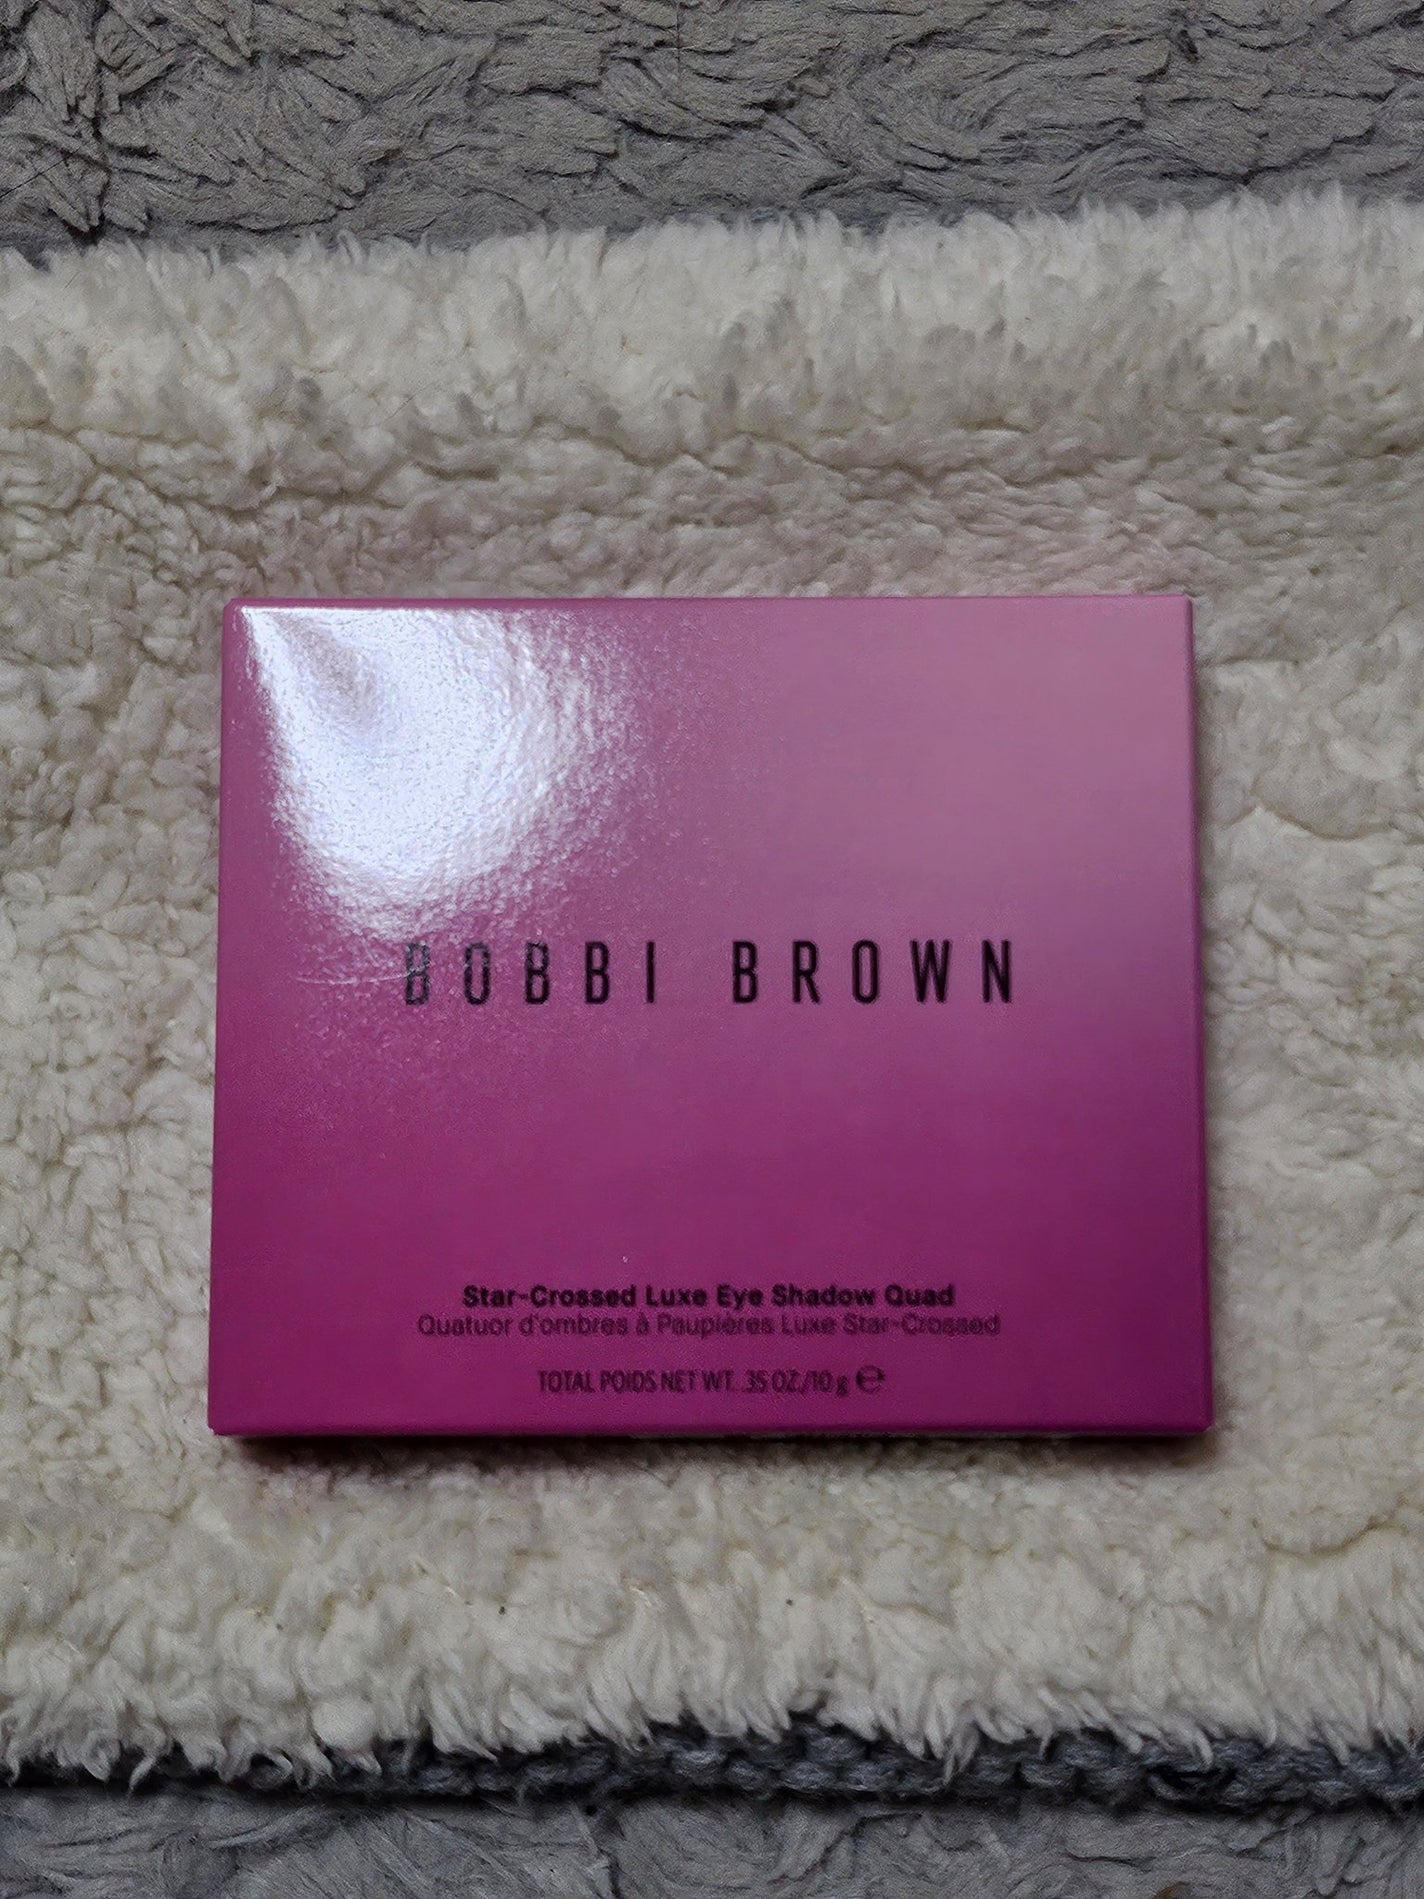 BOBBI BROWN
Star-Crossed Luxe Eye Shadow Quad
Quatuor d'ombres à Paupières Luxe Star-Crossed
TOTAL POIDS NET WT. .35 OZ./10 g ℮